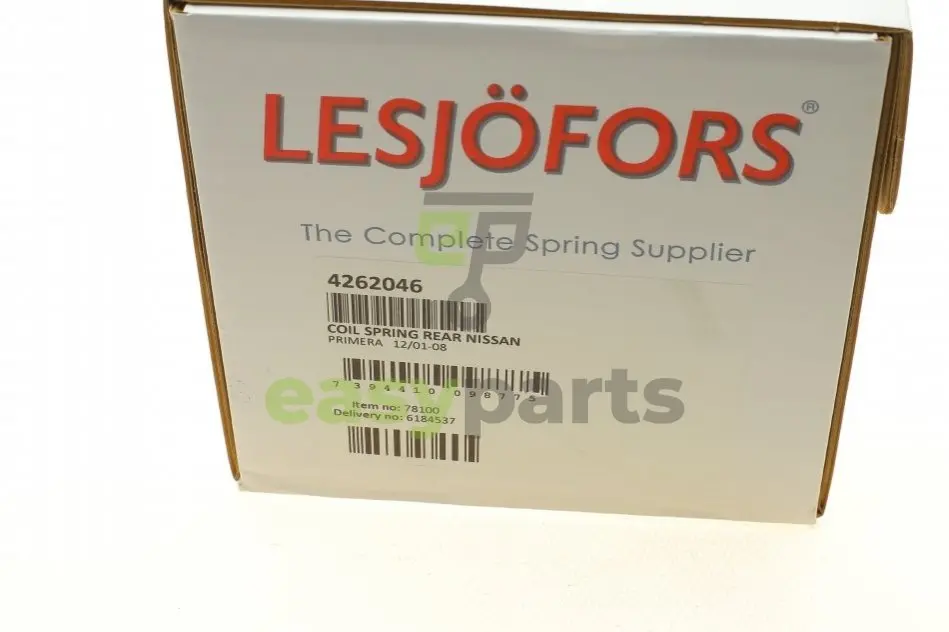 LESJÖFORS®
The Complete Spring Supplier
4262046
COIL SPRING REAR NISSAN
PRIMERA 12/01-08
7 394410 098775
easyparts
Item no: 78100
Delivery no: 6184537